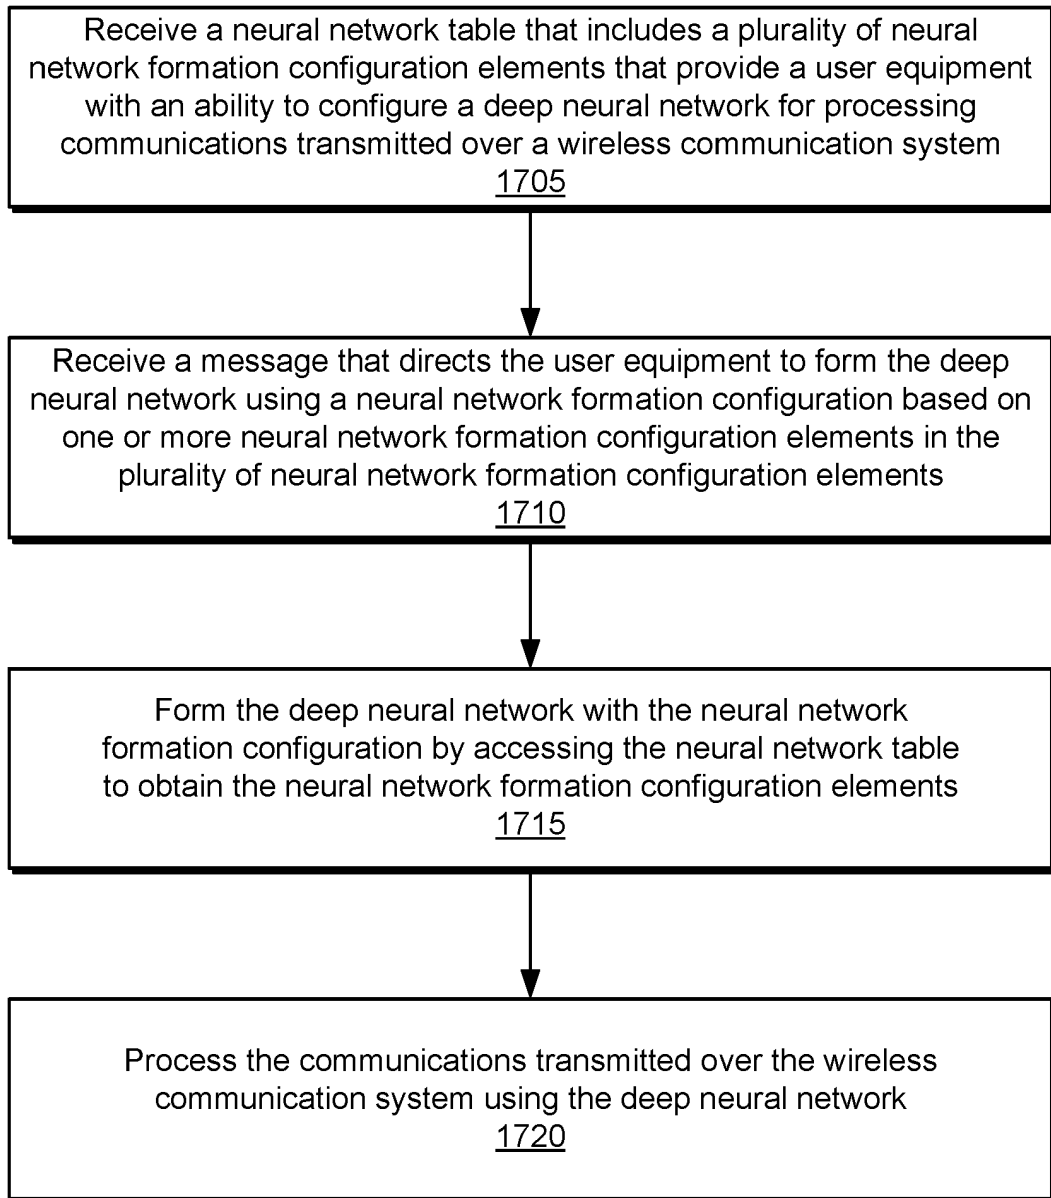 Receive a neural network table that includes a plurality of neural
network formation configuration elements that provide a user equipment
with an ability to configure a deep neural network for processing
communications transmitted over a wireless communication system
1705
Receive a message that directs the user equipment to form the deep
neural network using a neural network formation configuration based on
one or more neural network formation configuration elements in the
plurality of neural network formation configuration elements
1710
Form the deep neural network with the neural network
formation configuration by accessing the neural network table
to obtain the neural network formation configuration elements
1715
Process the communications transmitted over the wireless
communication system using the deep neural network
1720